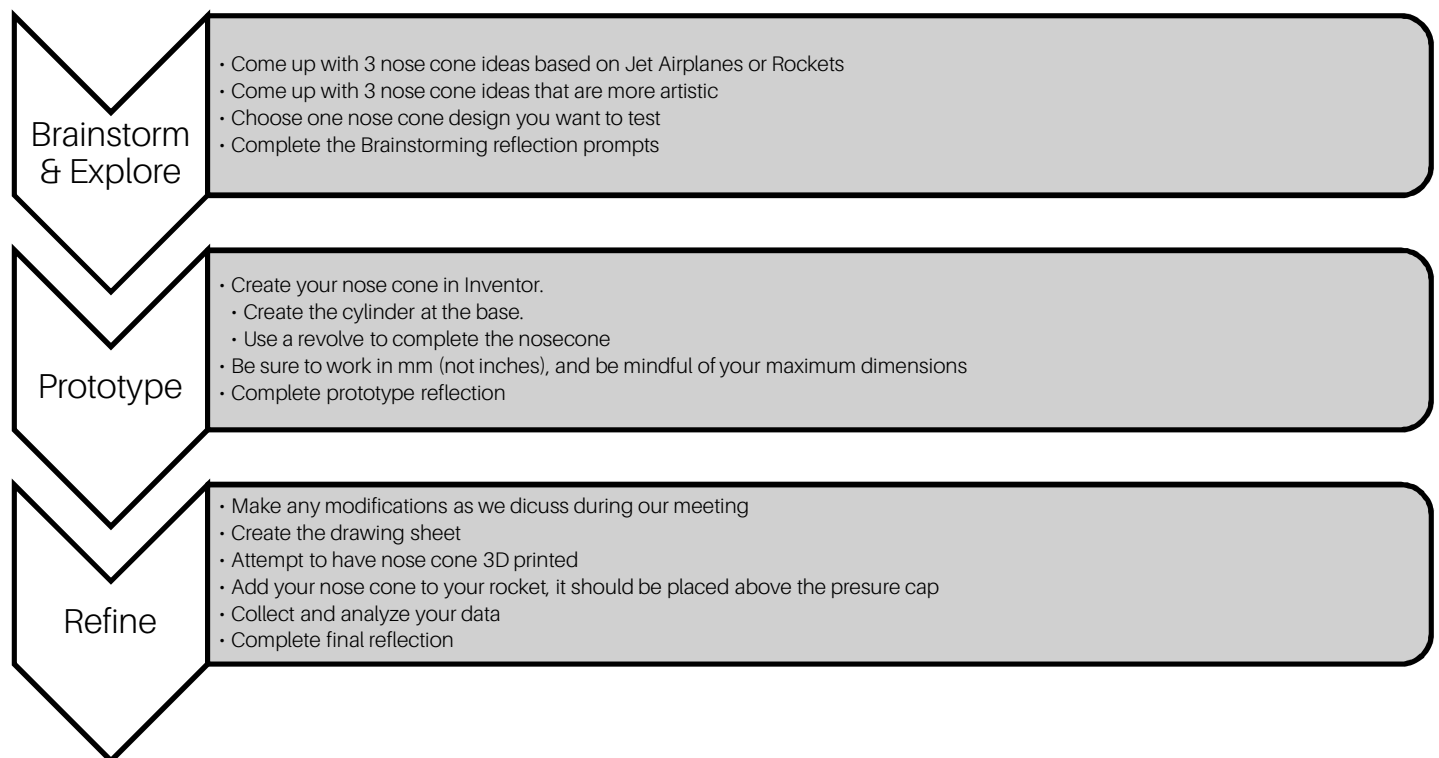 Brainstorm
& Explore
· Come up with 3 nose cone ideas based on Jet Airplanes or Rockets
· Come up with 3 nose cone ideas that are more artistic
· Choose one nose cone design you want to test
· Complete the Brainstorming reflection prompts
Prototype
· Create your nose cone in Inventor.
· Create the cylinder at the base.
· Use a revolve to complete the nosecone
· Be sure to work in mm (not inches), and be mindful of your maximum dimensions
· Complete prototype reflection
Refine
· Make any modifications as we dicuss during our meeting
· Create the drawing sheet
· Attempt to have nose cone 3D printed
· Add your nose cone to your rocket, it should be placed above the presure cap
· Collect and analyze your data
· Complete final reflection